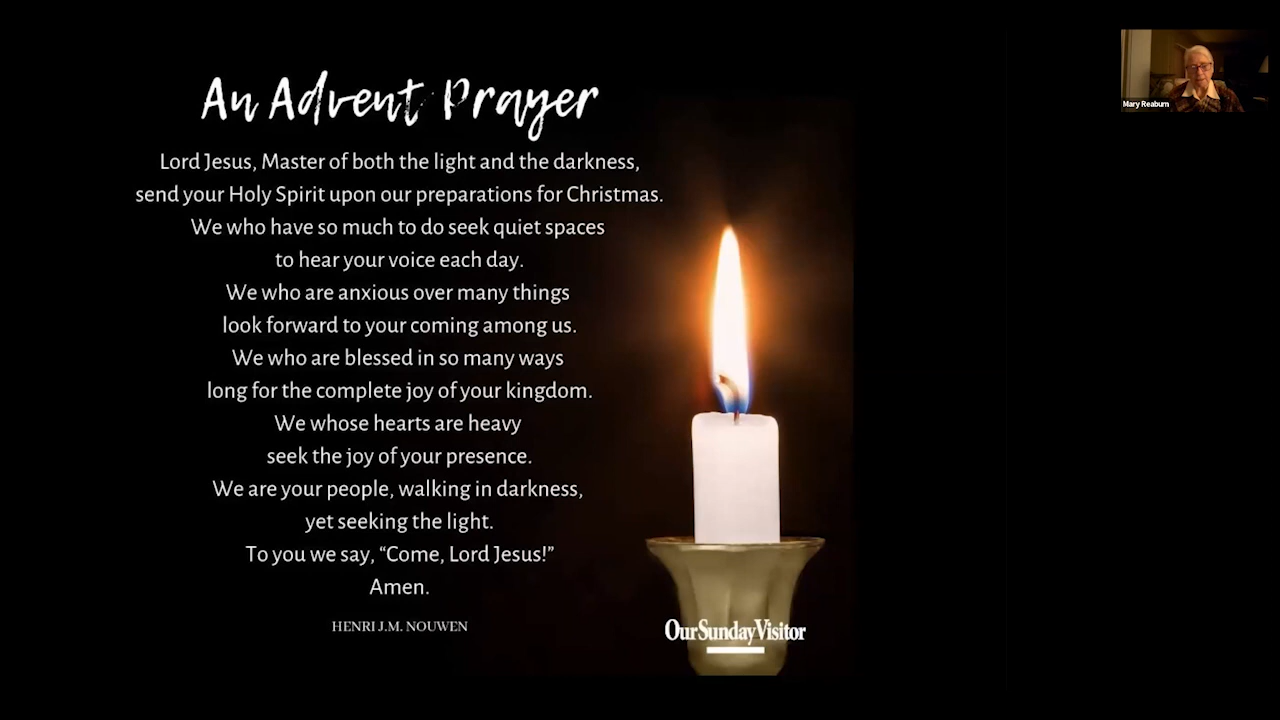 An Advent Prayer
Lord Jesus, Master of both the light and the darkness,
send your Holy Spirit upon our preparations for Christmas.
We who have so much to do seek quiet spaces
to hear your voice each day.
We who are anxious over many things
look forward to your coming among us.
We who are blessed in so many ways
long for the complete joy of your kingdom.
We whose hearts are heavy
seek the joy of your presence.
We are your people, walking in darkness,
yet seeking the light.
To you we say, “Come, Lord Jesus!”
Amen.
HENRI J.M. NOUWEN
OurSundayVisitor
Mary Reaburn